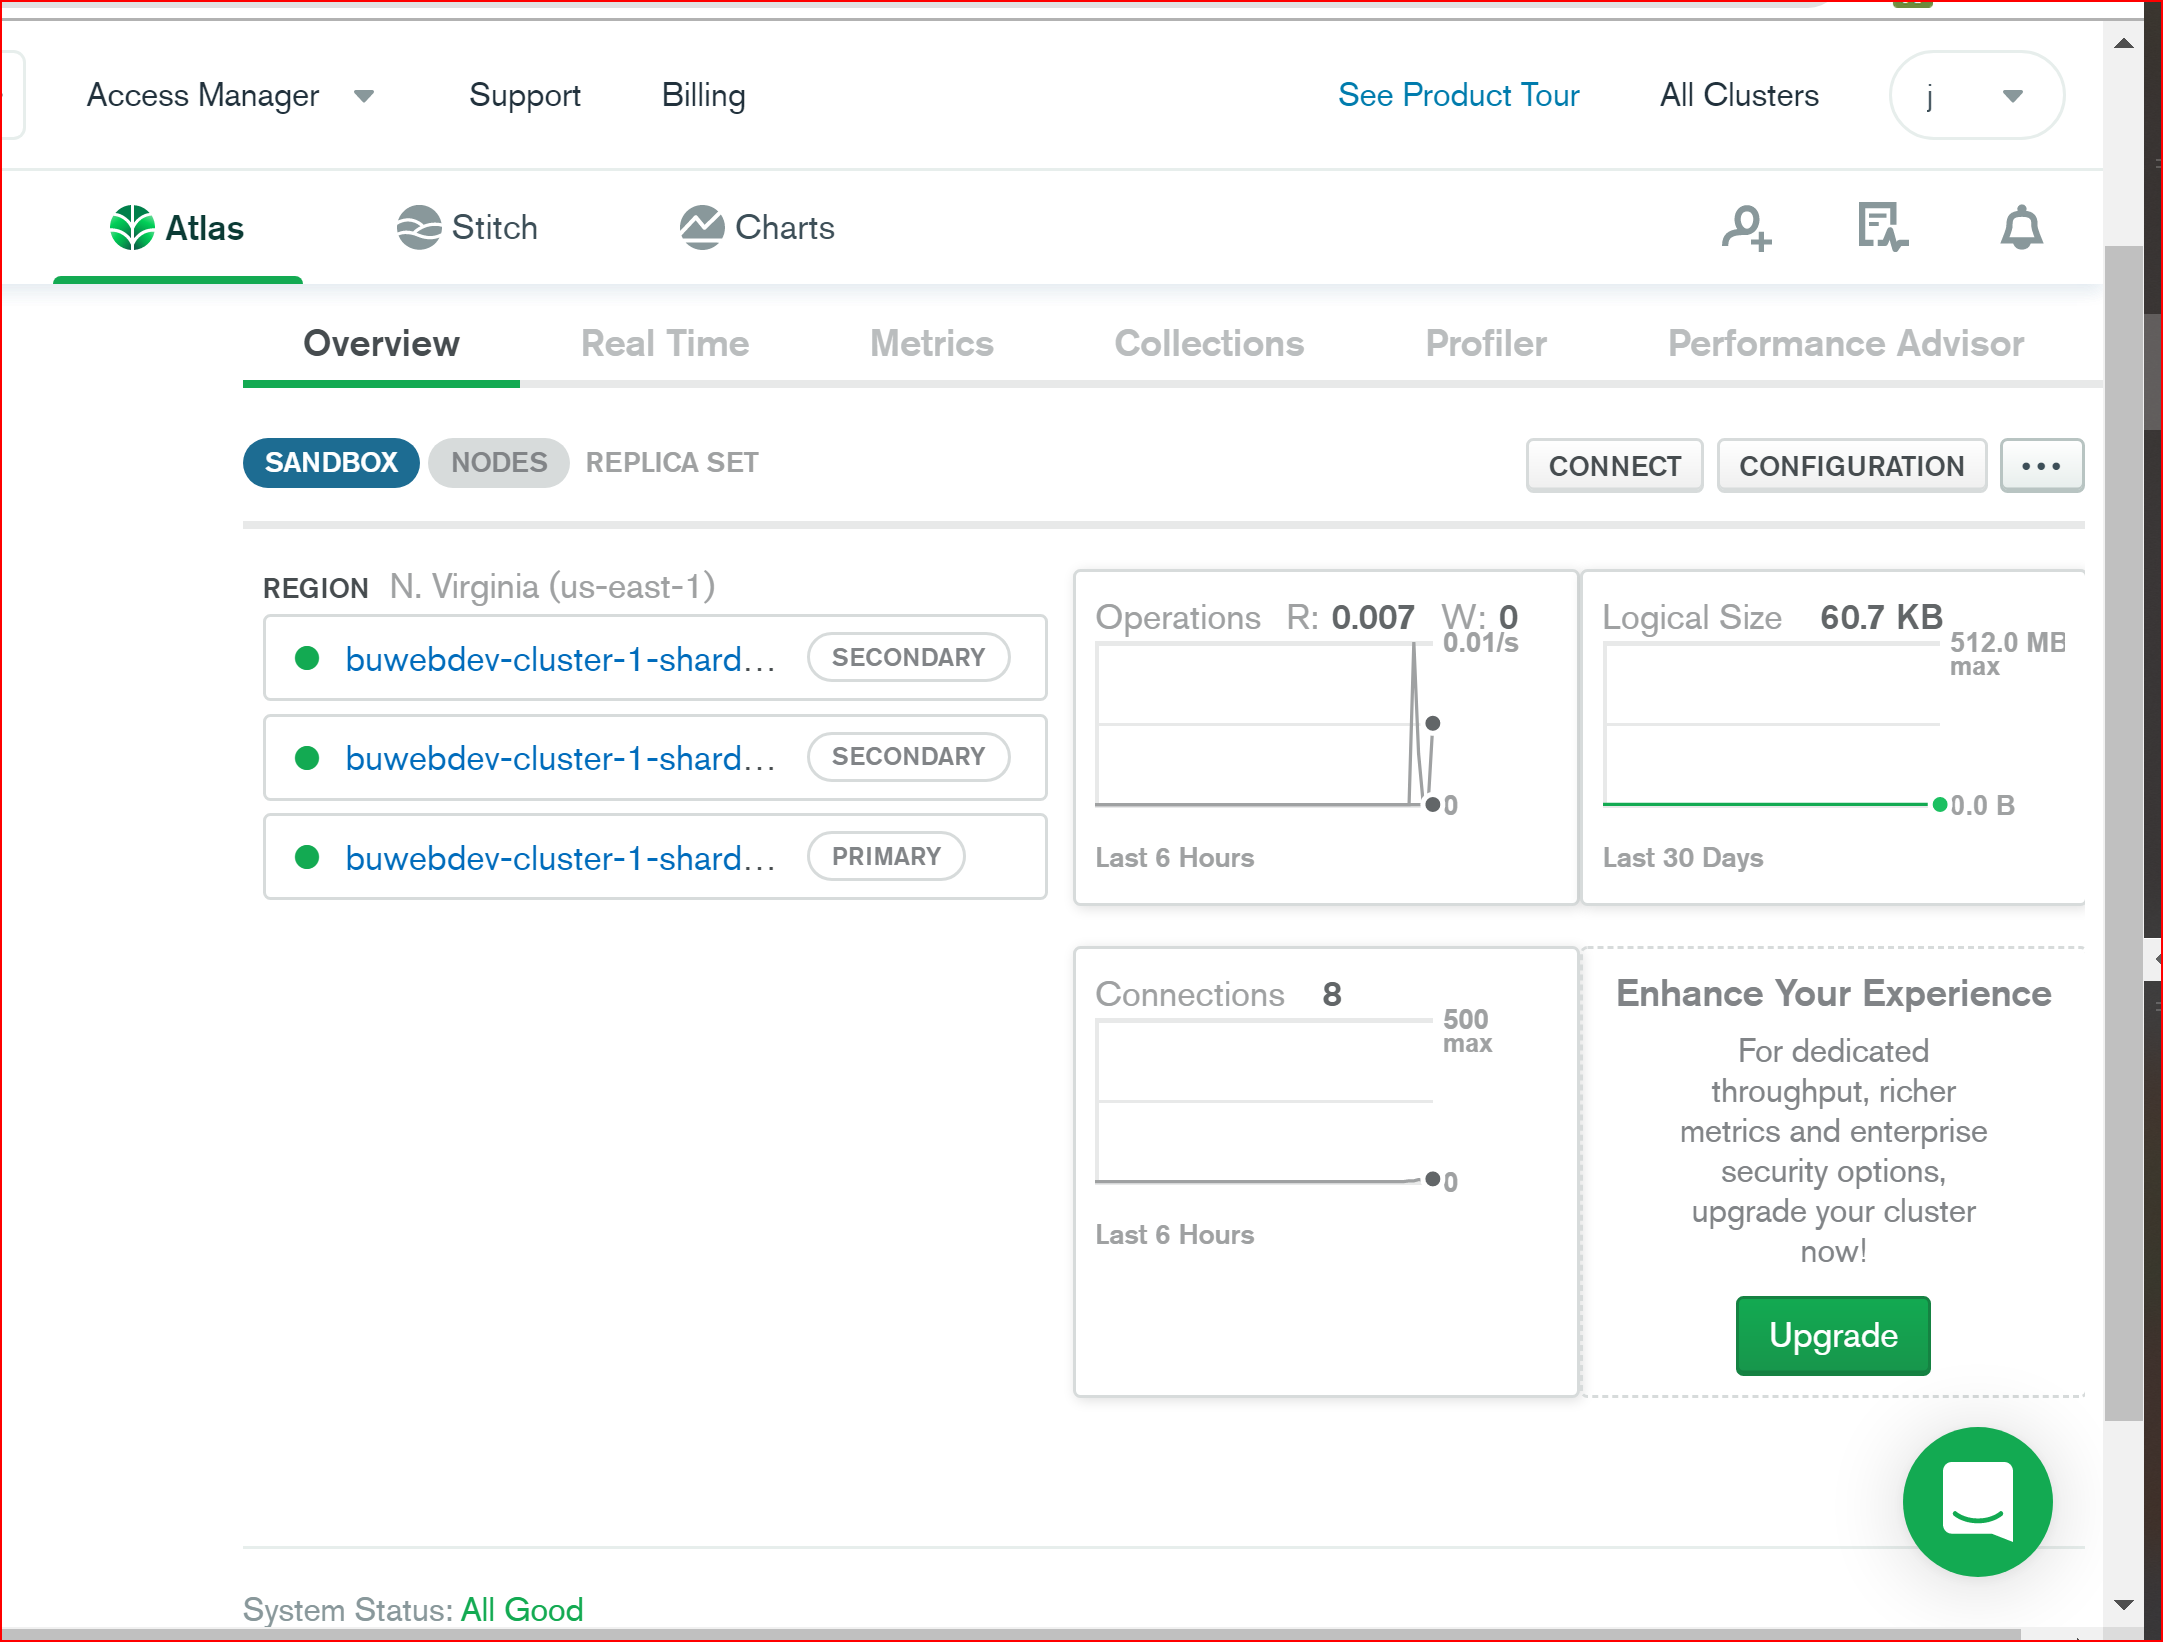 Access Manager
Support
Billing
See Product Tour
All Clusters
j
Atlas
Stitch
Charts
Overview
Real Time
Metrics
Collections
Profiler
Performance Advisor
SANDBOX
NODES
REPLICA SET
CONNECT
CONFIGURATION
...
REGION N. Virginia (us-east-1)
buwebdev-cluster-1-shard... SECONDARY
buwebdev-cluster-1-shard... SECONDARY
buwebdev-cluster-1-shard... PRIMARY
Operations R: 0.007 W: 0
0.01/s
0
Last 6 Hours
Logical Size 60.7 KB
512.0 MB
max
0.0 B
Last 30 Days
Connections 8
500
max
0
Last 6 Hours
Enhance Your Experience
For dedicated
throughput, richer
metrics and enterprise
security options,
upgrade your cluster
now!
Upgrade
System Status: All Good